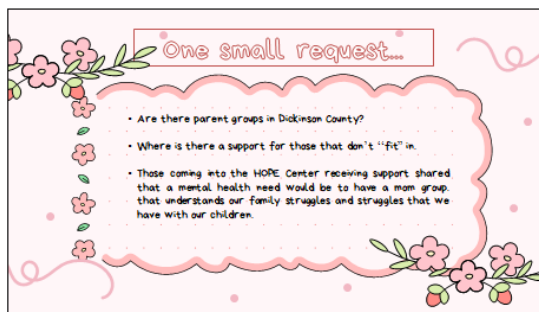 One small request...
• Are there parent groups in Dickinson County?
• Where is there a support for those that don't "fit" in.
• Those coming into the HOPE Center receiving support shared
that a mental health need would be to have a mom group.
that understands our family struggles and struggles that we
have with our children.